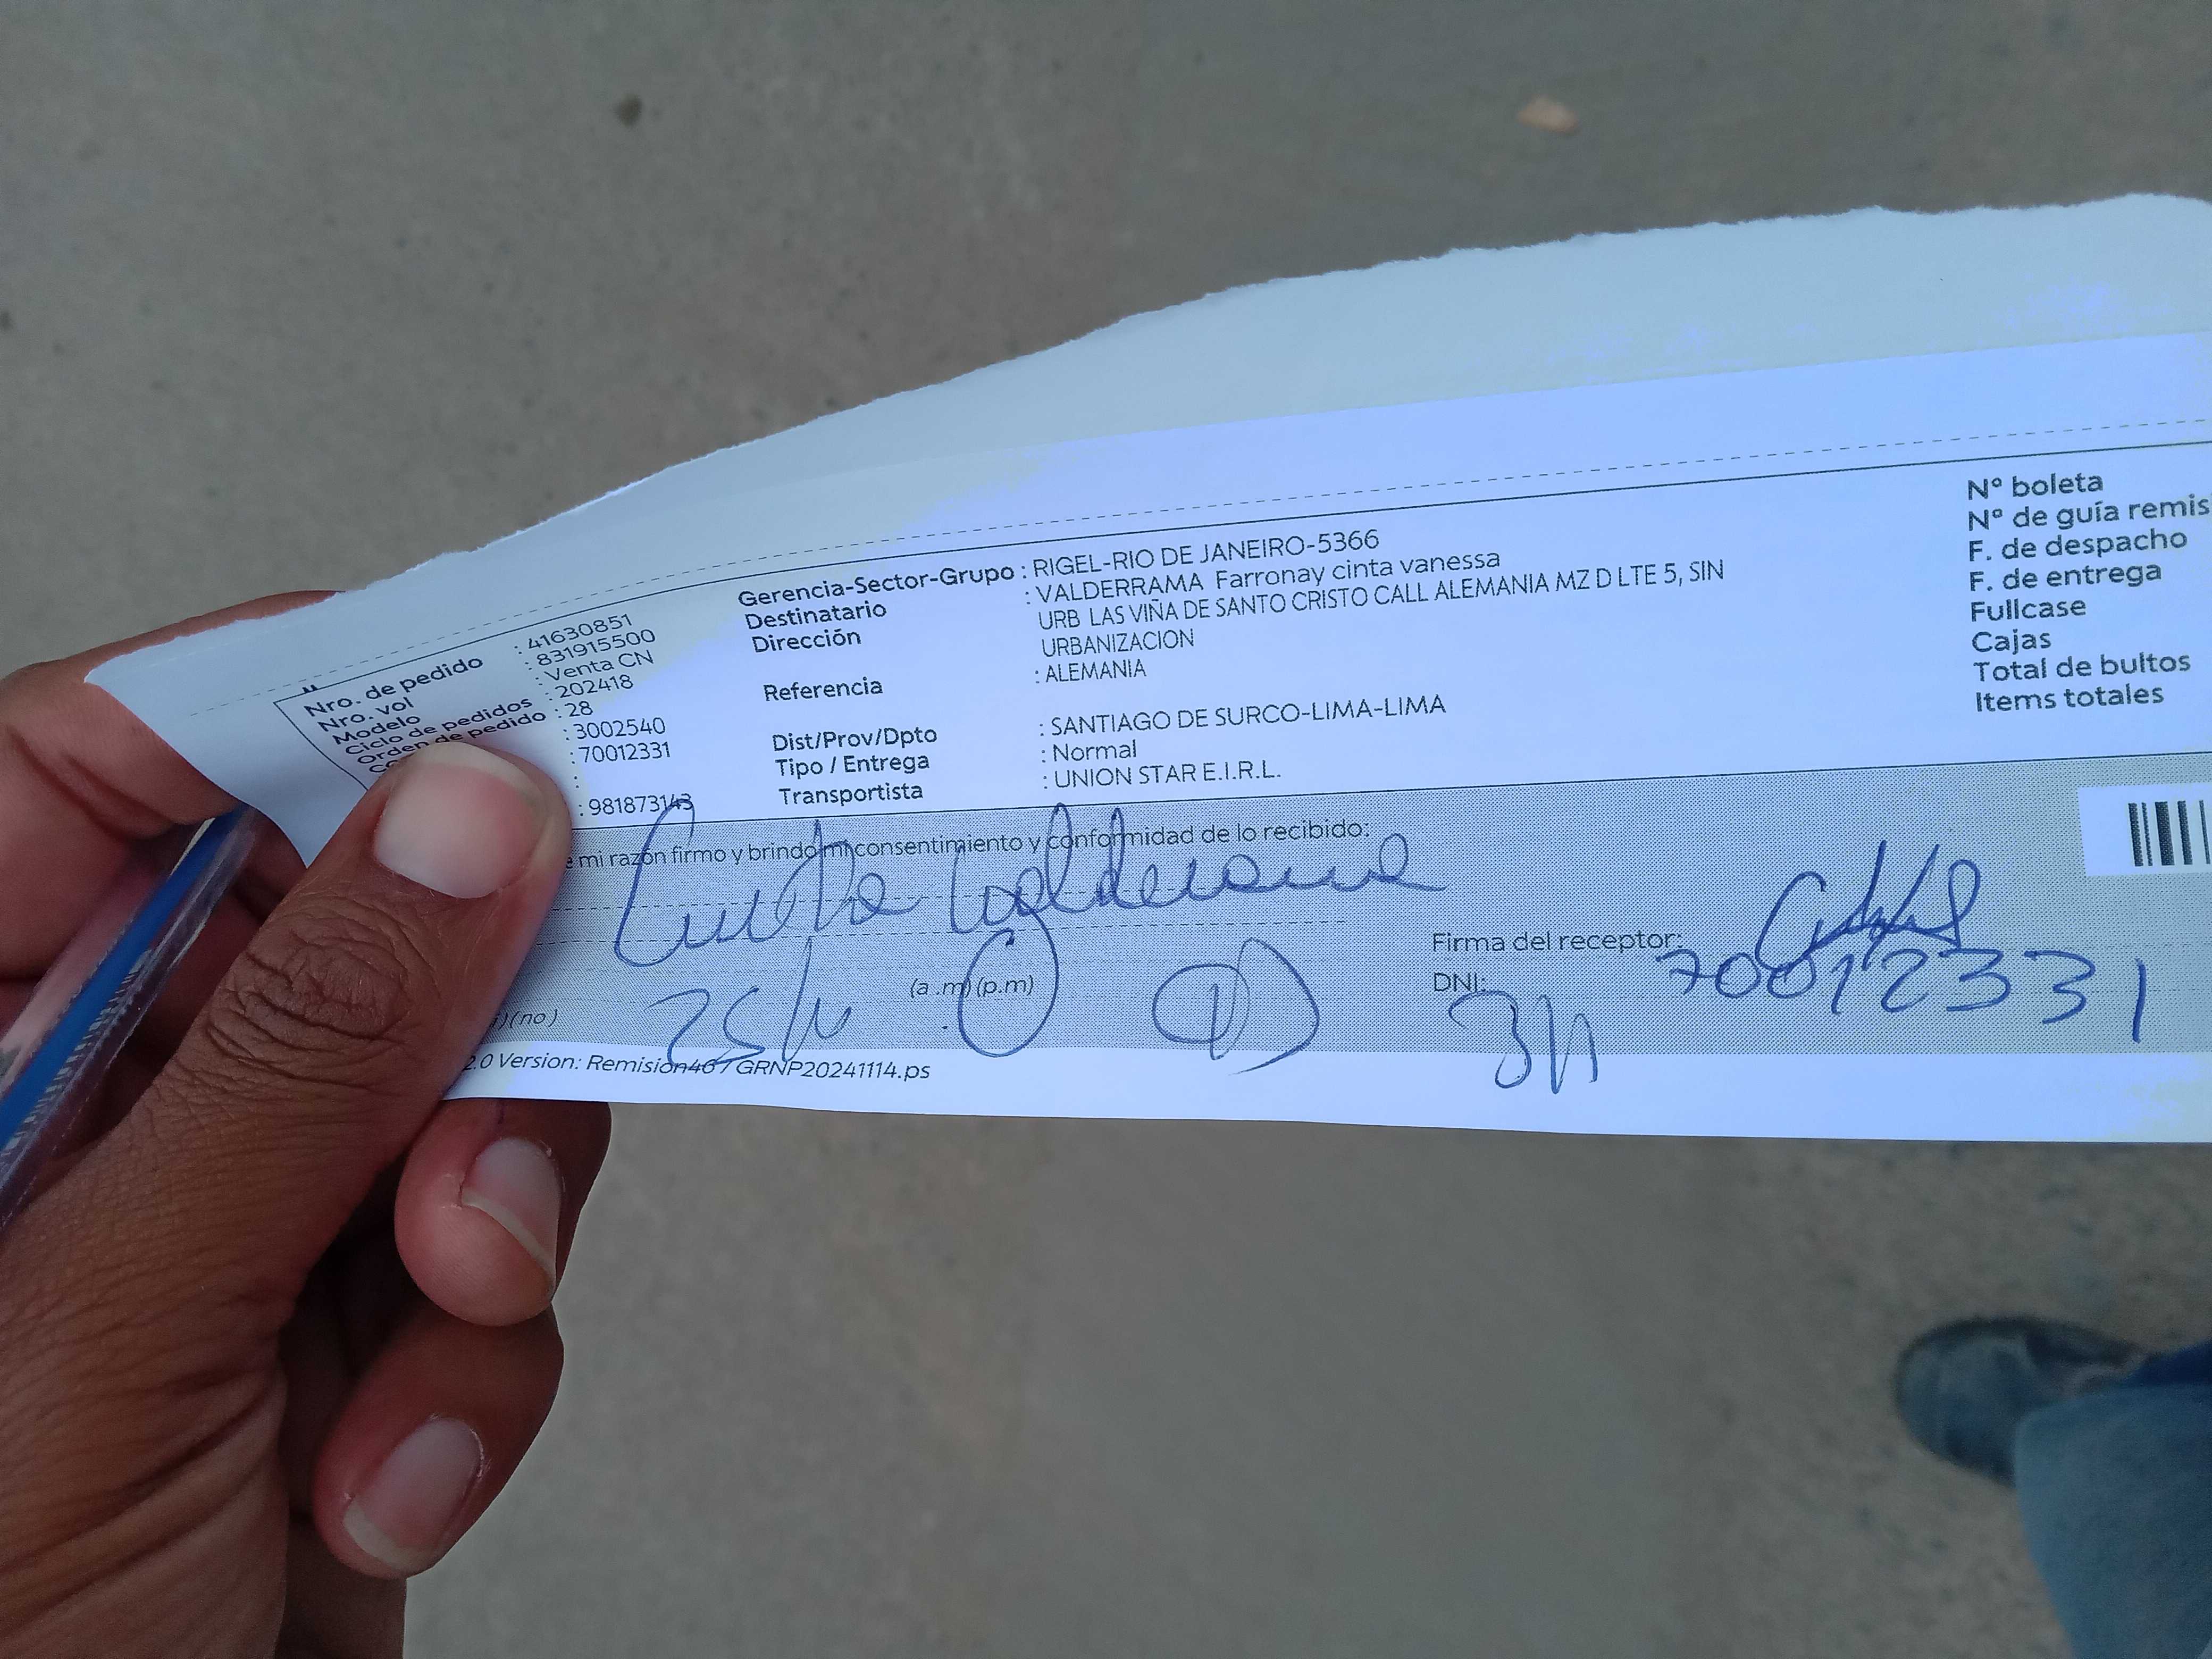 Nro. de pedido : 41630851
Nro. vol : 831915500
Modelo : Venta CN
Ciclo de pedidos : 202418
Orden de pedido : 28
: 3002540
: 70012331
:
: 981873143
Gerencia-Sector-Grupo : RIGEL-RIO DE JANEIRO-5366
Destinatario : VALDERRAMA Farronay cinta vanessa
Dirección URB LAS VIÑA DE SANTO CRISTO CALL ALEMANIA MZ D LTE 5, SIN
URBANIZACION
Referencia : ALEMANIA
Dist/Prov/Dpto : SANTIAGO DE SURCO-LIMA-LIMA
Tipo / Entrega : Normal
Transportista : UNION STAR E.I.R.L.
Nº boleta
Nº de guía remis
F. de despacho
F. de entrega
Fullcase
Cajas
Total de bultos
Items totales
e mi razón firmo y brindo mi consentimiento y conformidad de lo recibido:
Cintha Valderrama
Firma del receptor:
(a.m) (p.m)
DNI: 70012331
)(no)
2.0 Version: Remision467GRNP20241114.ps